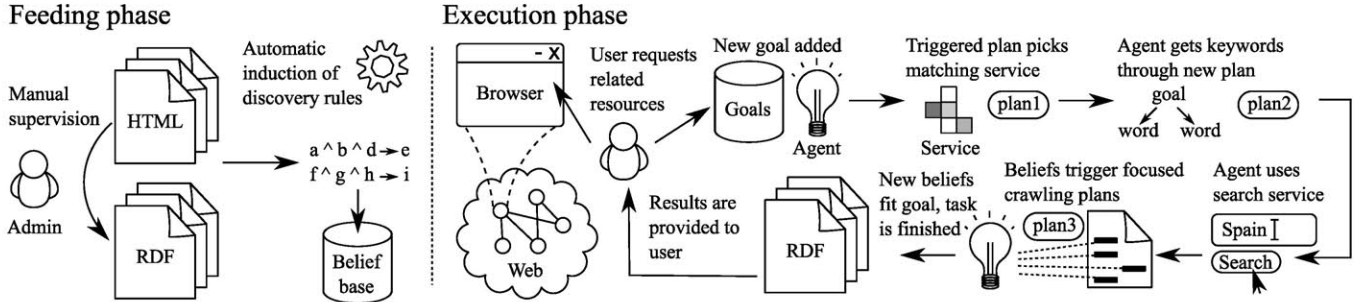 Feeding phase
Manual
supervision
Admin
HTML
RDF
Automatic
induction of
discovery rules
a ^ b ^ d → e
f ^ g ^ h → i
Belief
base
Execution phase
- X
Browser
Web
User requests
related
resources
New goal added
Goals
Agent
Triggered plan picks
matching service
plan1
Service
Agent gets keywords
through new plan
goal
word word
plan2
Agent uses
search service
Spain
Search
Beliefs trigger focused
crawling plans
plan3
New beliefs
fit goal, task
is finished
RDF
Results are
provided to
user